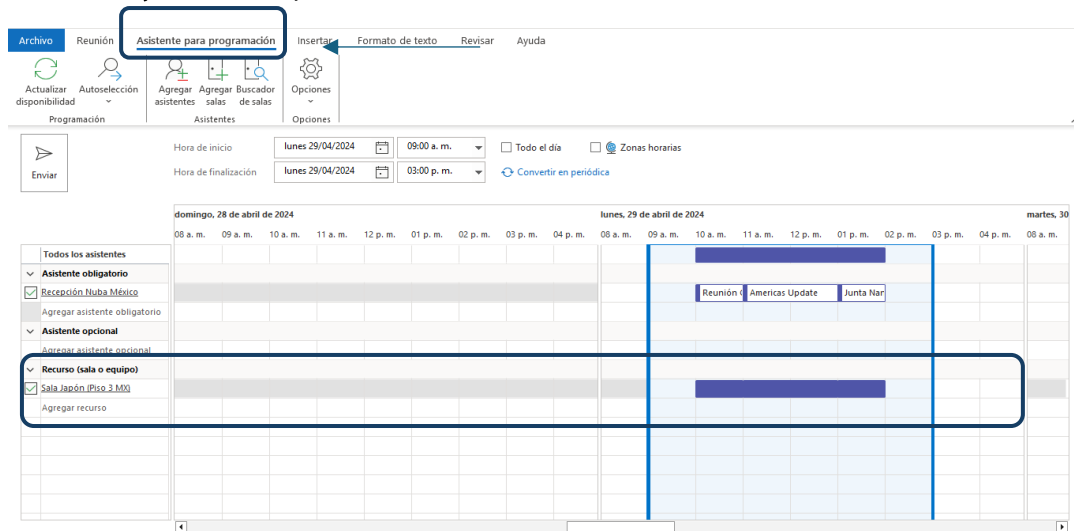 Archivo Reunión Asistente para programación Insertar Formato de texto Revisar Ayuda
Actualizar disponibilidad Autoselección Agregar asistentes Agregar salas Buscador de salas Opciones
Programación Asistentes Opciones
Enviar
Hora de inicio lunes 29/04/2024 09:00 a. m. Todo el día Zonas horarias
Hora de finalización lunes 29/04/2024 03:00 p. m. Convertir en periódica
domingo, 28 de abril de 2024 lunes, 29 de abril de 2024 martes, 30
08 a. m. 09 a. m. 10 a. m. 11 a. m. 12 p. m. 01 p. m. 02 p. m. 03 p. m. 04 p. m. 08 a. m. 09 a. m. 10 a. m. 11 a. m. 12 p. m. 01 p. m. 02 p. m. 03 p. m. 04 p. m. 08 a. m.
Todos los asistentes
Asistente obligatorio
Recepción Nuba México Reunión Americas Update Junta Nar
Agregar asistente obligatorio
Asistente opcional
Agregar asistente opcional
Recurso (sala o equipo)
Sala Japón (Piso 3 MX)
Agregar recurso